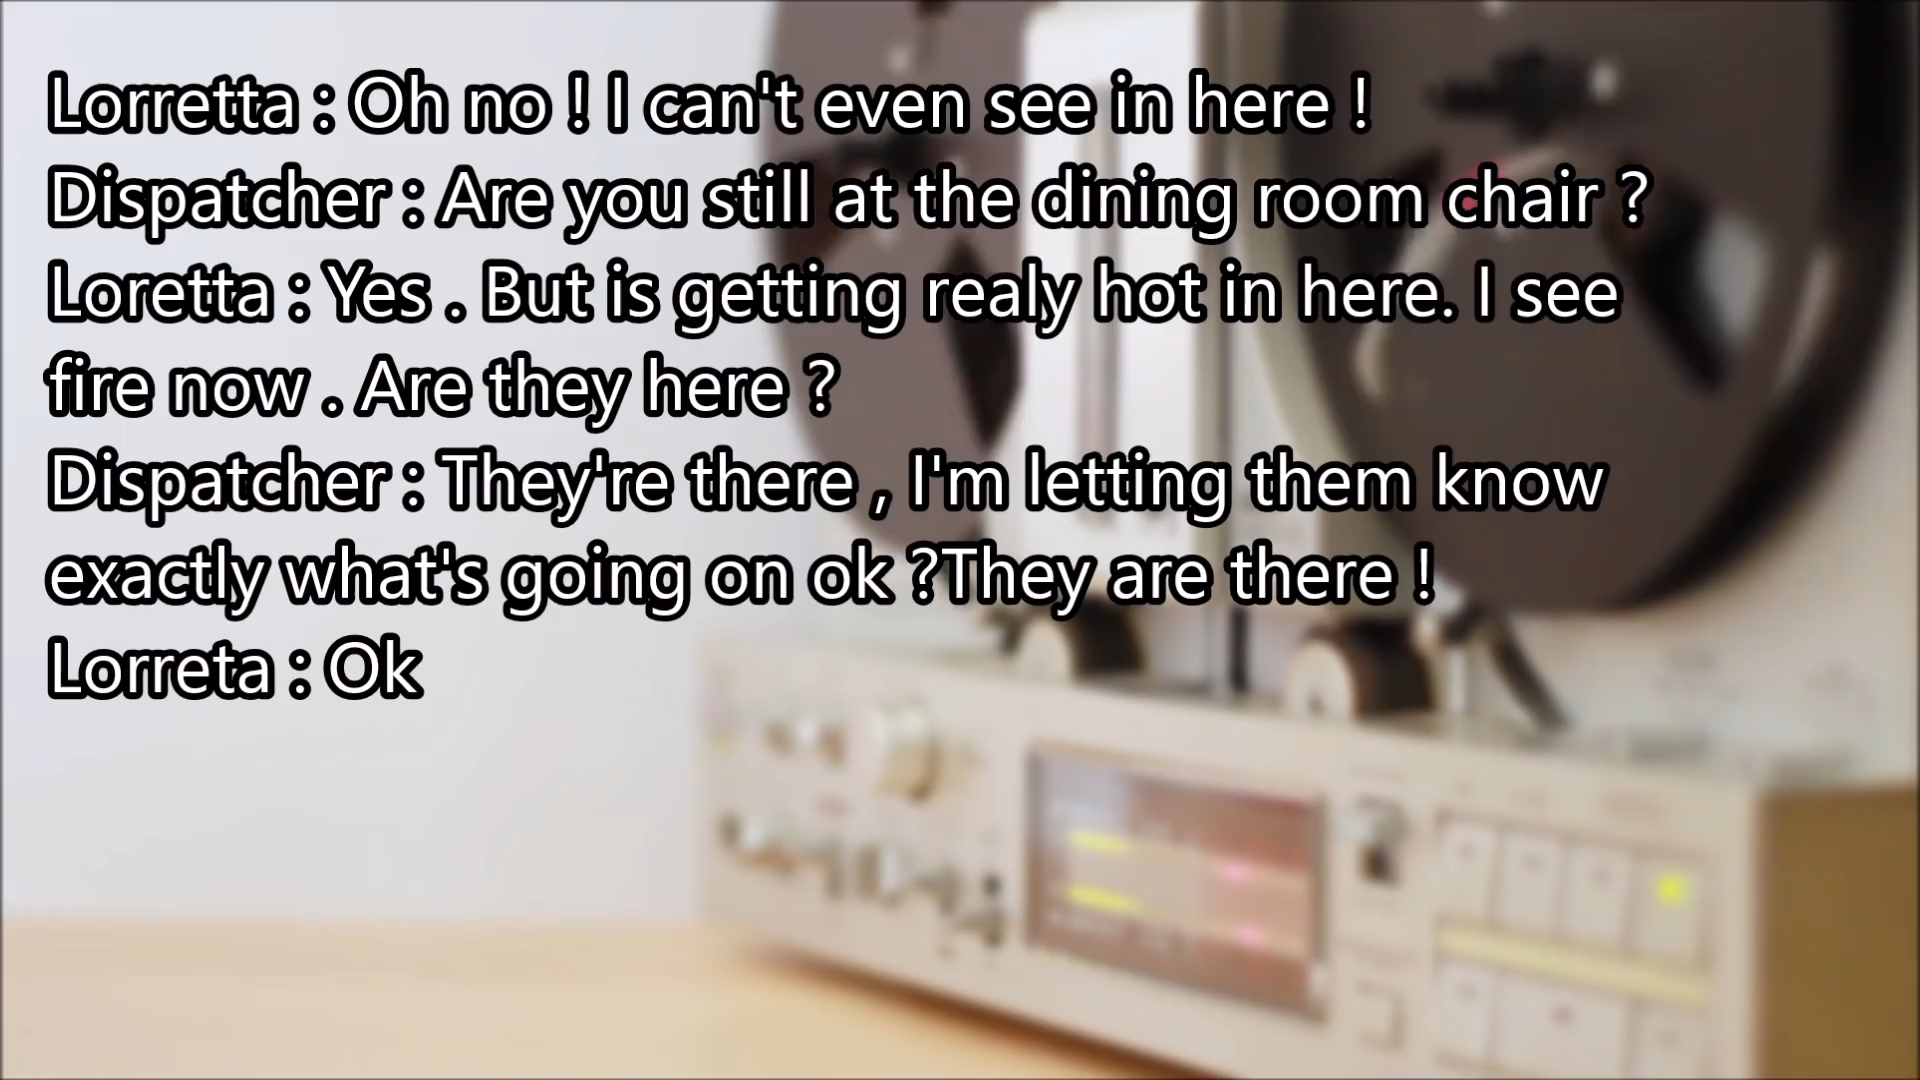 Lorretta : Oh no ! I can't even see in here !
Dispatcher : Are you still at the dining room chair ?
Loretta : Yes . But is getting realy hot in here. I see
fire now . Are they here ?
Dispatcher : They're there , I'm letting them know
exactly what's going on ok ?They are there !
Lorreta : Ok